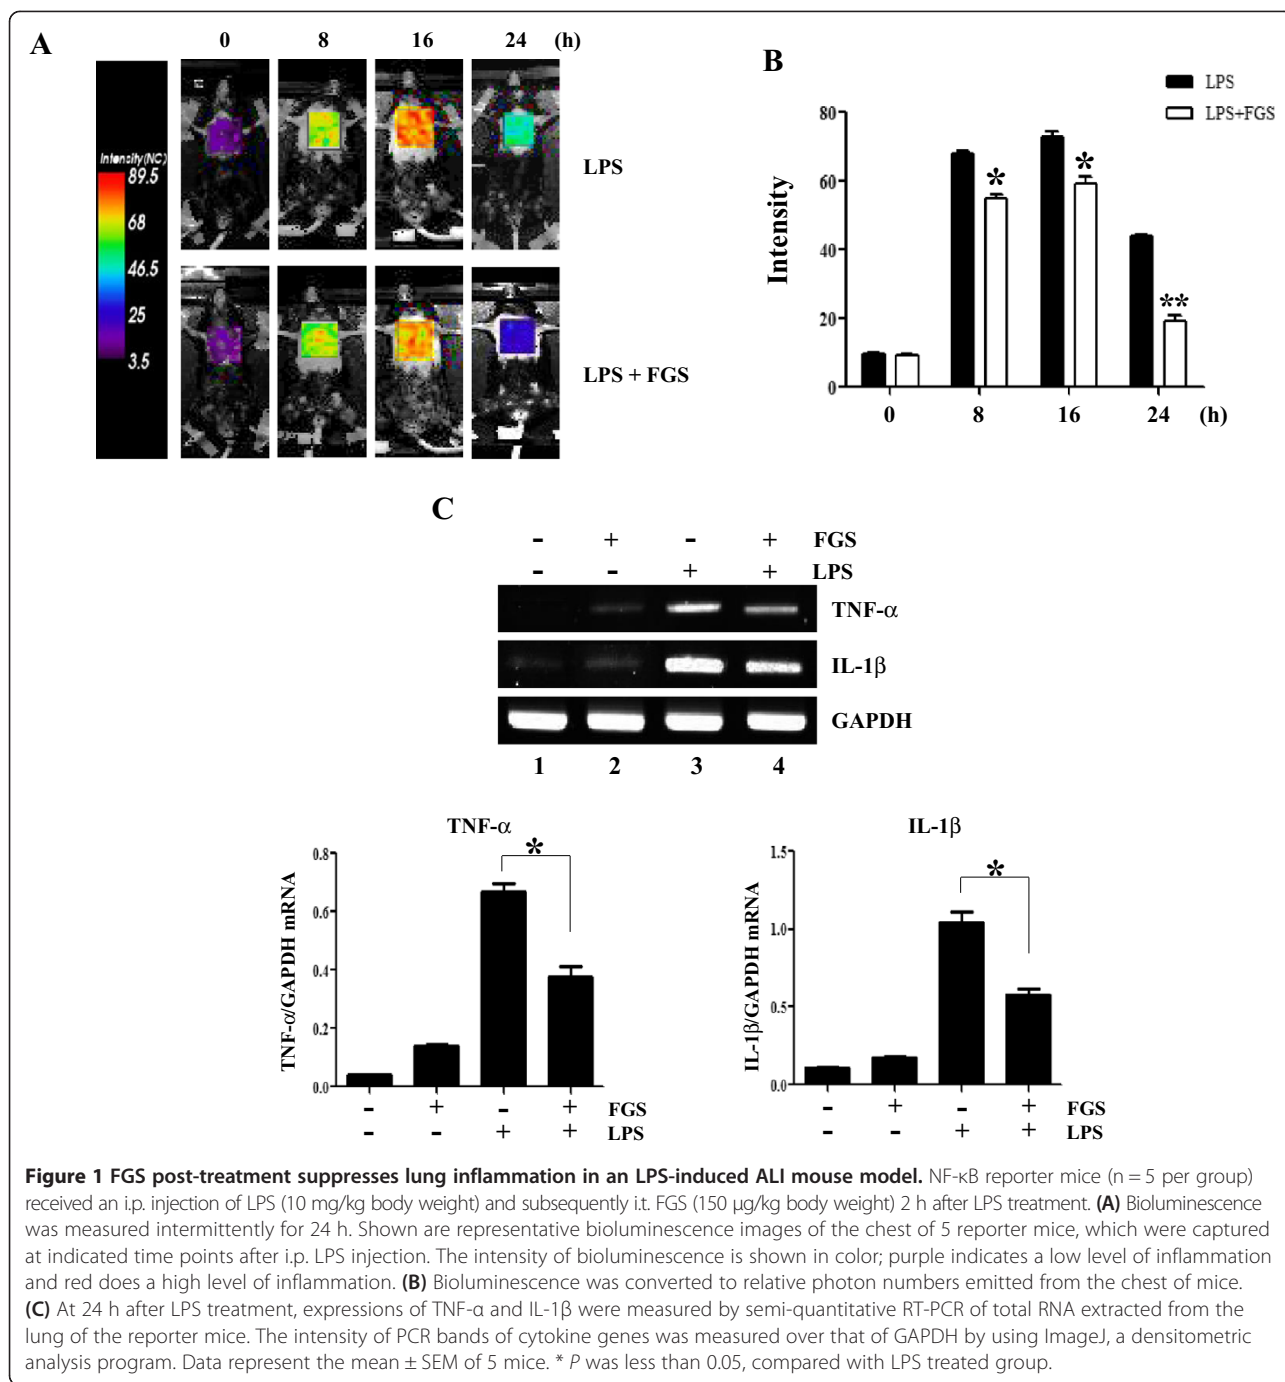 A
0 8 16 24 (h)
Intensity(NC)
89.5
68
46.5
25
3.5
LPS
LPS + FGS
B
LPS
LPS+FGS
Intensity
80
60
40
20
0
* * **
0 8 16 24 (h)
C
- + - + FGS
- - + + LPS
TNF-α
IL-1β
GAPDH
1 2 3 4
TNF-α
TNF-α/GAPDH mRNA
0.8
0.6
0.4
0.2
0.0
*
- + - + FGS
- - + + LPS
IL-1β
IL-1β/GAPDH mRNA
1.5
1.0
0.5
0.0
*
- + - + FGS
- - + + LPS
Figure 1 FGS post-treatment suppresses lung inflammation in an LPS-induced ALI mouse model. NF-κB reporter mice (n = 5 per group)
received an i.p. injection of LPS (10 mg/kg body weight) and subsequently i.t. FGS (150 μg/kg body weight) 2 h after LPS treatment. (A) Bioluminescence
was measured intermittently for 24 h. Shown are representative bioluminescence images of the chest of 5 reporter mice, which were captured
at indicated time points after i.p. LPS injection. The intensity of bioluminescence is shown in color; purple indicates a low level of inflammation
and red does a high level of inflammation. (B) Bioluminescence was converted to relative photon numbers emitted from the chest of mice.
(C) At 24 h after LPS treatment, expressions of TNF-α and IL-1β were measured by semi-quantitative RT-PCR of total RNA extracted from the
lung of the reporter mice. The intensity of PCR bands of cytokine genes was measured over that of GAPDH by using ImageJ, a densitometric
analysis program. Data represent the mean ± SEM of 5 mice. * P was less than 0.05, compared with LPS treated group.